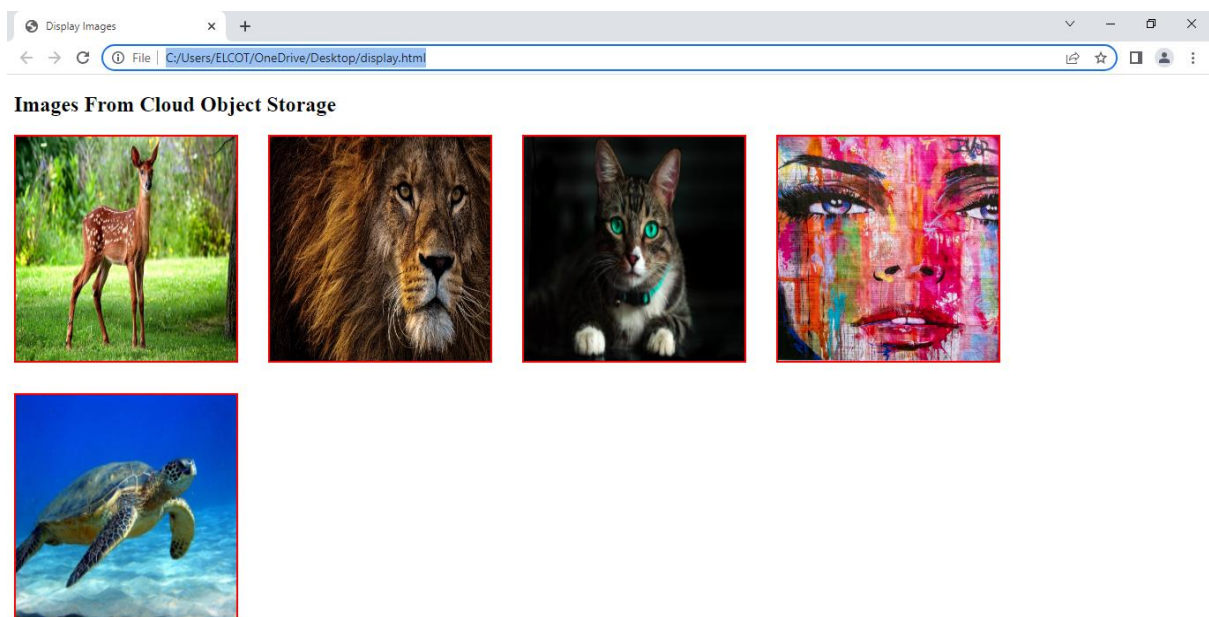 Display Images
File
C:/Users/ELCOT/OneDrive/Desktop/display.html
Images From Cloud Object Storage